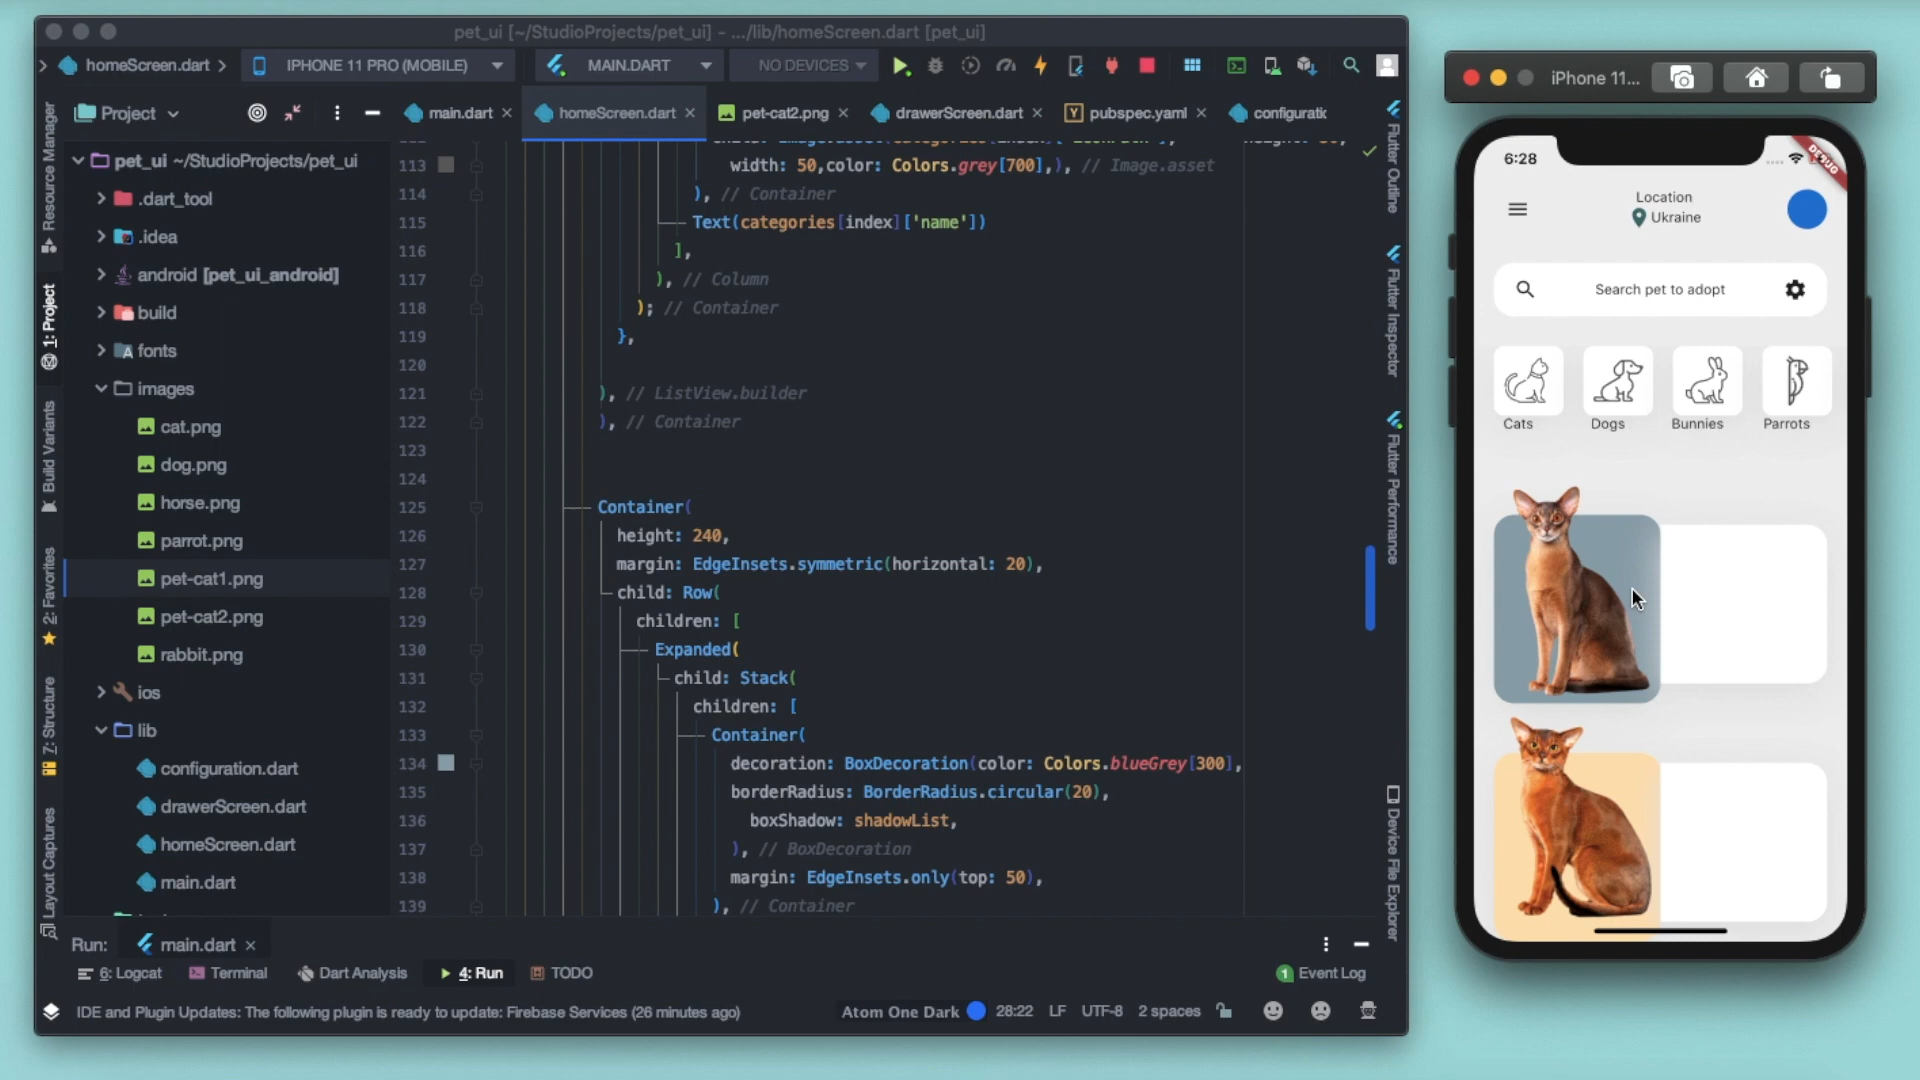 pet_ui [~/StudioProjects/pet_ui] - .../lib/homeScreen.dart [pet_ui]
homeScreen.dart
IPHONE 11 PRO (MOBILE)
MAIN.DART
NO DEVICES
Project
main.dart
homeScreen.dart
pet-cat2.png
drawerScreen.dart
pubspec.yaml
configuratic
Resource Manager
1: Project
Build Variants
2: Favorites
7: Structure
Layout Captures
pet_ui ~/StudioProjects/pet_ui
.dart_tool
.idea
android [pet_ui_android]
build
fonts
images
cat.png
dog.png
horse.png
parrot.png
pet-cat1.png
pet-cat2.png
rabbit.png
ios
lib
configuration.dart
drawerScreen.dart
homeScreen.dart
main.dart
113 width: 50,color: Colors.grey[700],), // Image.asset
114 ), // Container
115 Text(categories[index]['name'])
116 ],
117 ), // Column
118 ); // Container
119 },
120
121 ), // ListView.builder
122 ), // Container
123
124
125 Container(
126 height: 240,
127 margin: EdgeInsets.symmetric(horizontal: 20),
128 child: Row(
129 children: [
130 Expanded(
131 child: Stack(
132 children: [
133 Container(
134 decoration: BoxDecoration(color: Colors.blueGrey[300],
135 borderRadius: BorderRadius.circular(20),
136 boxShadow: shadowList,
137 ), // BoxDecoration
138 margin: EdgeInsets.only(top: 50),
139 ), // Container
Flutter Outline
Flutter Inspector
Flutter Performance
Device File Explorer
Run: main.dart
6: Logcat
Terminal
Dart Analysis
4: Run
TODO
1 Event Log
IDE and Plugin Updates: The following plugin is ready to update: Firebase Services (26 minutes ago)
Atom One Dark
28:22
LF
UTF-8
2 spaces
iPhone 11...
6:28
DEBUG
Location
Ukraine
Search pet to adopt
Cats
Dogs
Bunnies
Parrots